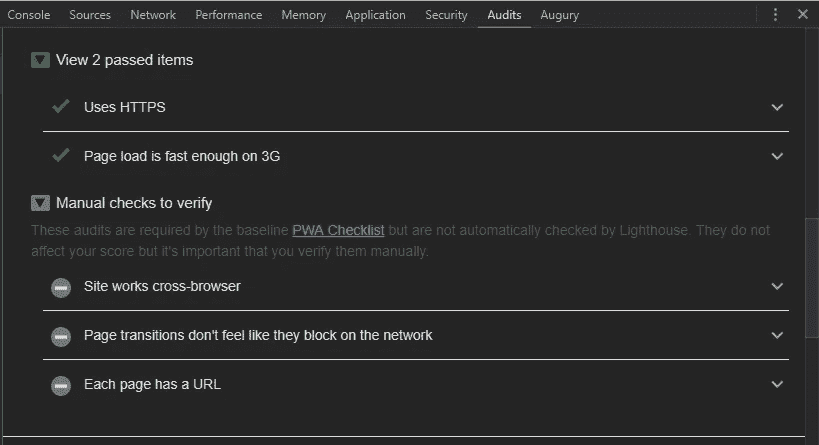 Console Sources Network Performance Memory Application Security Audits Augury
View 2 passed items
Uses HTTPS
Page load is fast enough on 3G
Manual checks to verify
These audits are required by the baseline PWA Checklist but are not automatically checked by Lighthouse. They do not
affect your score but it's important that you verify them manually.
Site works cross-browser
Page transitions don't feel like they block on the network
Each page has a URL